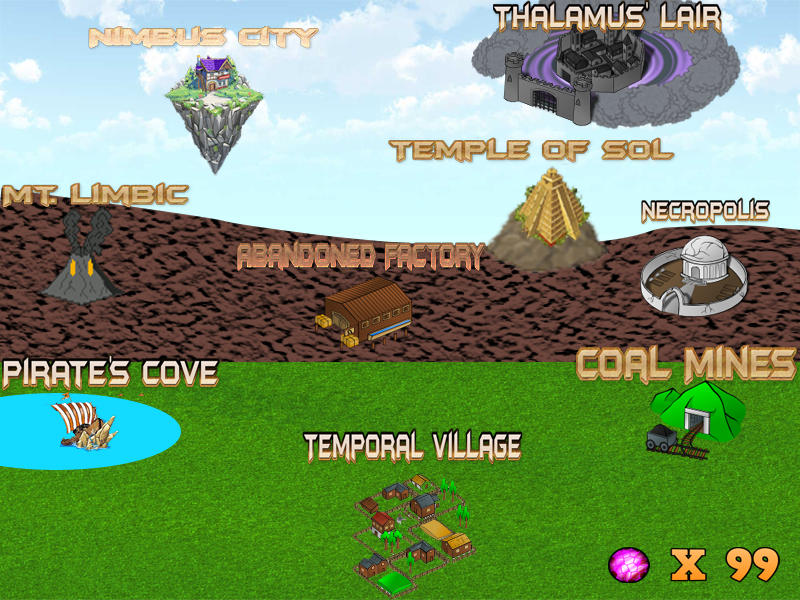 THALAMUS' LAIR
NIMBUS CITY
TEMPLE OF SOL
MT. LIMBIC
NECROPOLIS
ABANDONED FACTORY
COAL MINES
PIRATE'S COVE
TEMPORAL VILLAGE
X 99